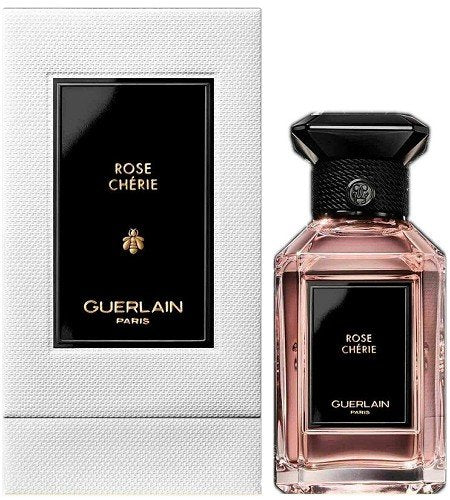 ROSE
CHÉRIE
GUERLAIN
PARIS
ROSE
CHÉRIE
GUERLAIN
PARIS